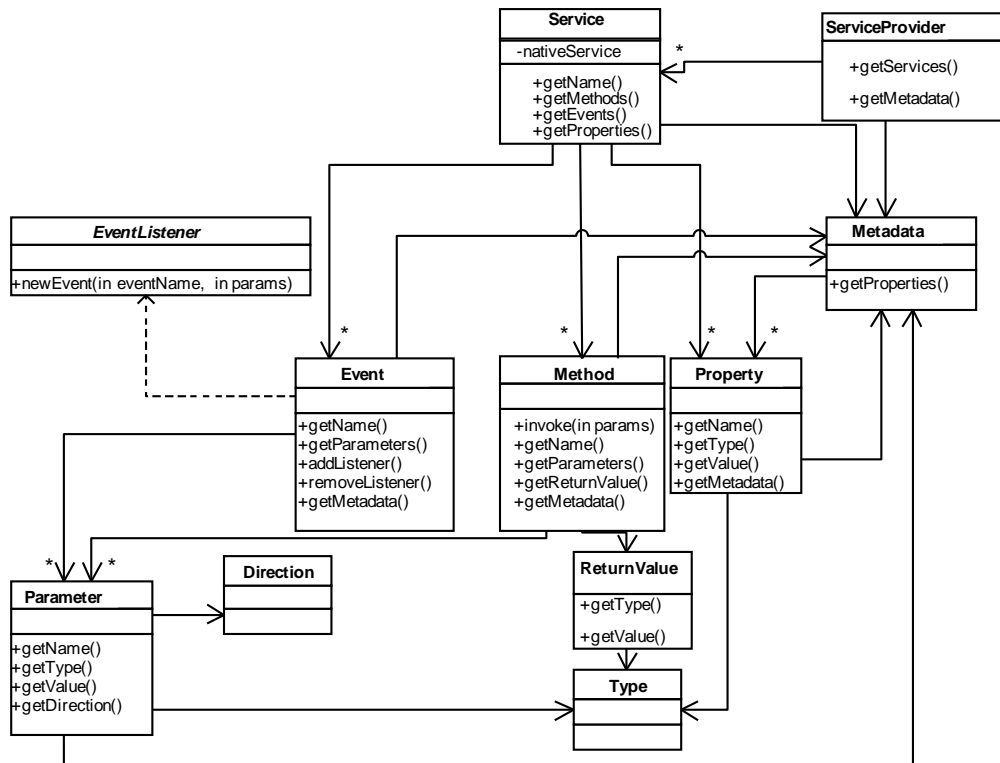 Service
-nativeService
+getName()
+getMethods()
+getEvents()
+getProperties()
ServiceProvider
+getServices()
+getMetadata()
*
EventListener
+newEvent(in eventName, in params)
Metadata
+getProperties()
*
*
*
*
Event
+getName()
+getParameters()
+addListener()
+removeListener()
+getMetadata()
Method
+invoke(in params)
+getName()
+getParameters()
+getReturnValue()
+getMetadata()
Property
+getName()
+getType()
+getValue()
+getMetadata()
*
*
Parameter
+getName()
+getType()
+getValue()
+getDirection()
Direction
ReturnValue
+getType()
+getValue()
Type